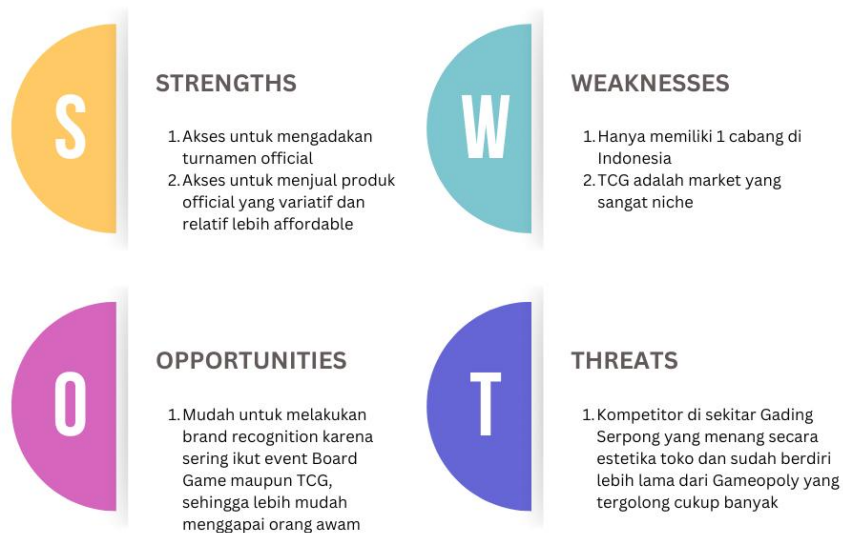 S
STRENGTHS
1. Akses untuk mengadakan
turnamen official
2. Akses untuk menjual produk
official yang variatif dan
relatif lebih affordable
W
WEAKNESSES
1. Hanya memiliki 1 cabang di
Indonesia
2. TCG adalah market yang
sangat niche
O
OPPORTUNITIES
1. Mudah untuk melakukan
brand recognition karena
sering ikut event Board
Game maupun TCG,
sehingga lebih mudah
menggapai orang awam
T
THREATS
1. Kompetitor di sekitar Gading
Serpong yang menang secara
estetika toko dan sudah berdiri
lebih lama dari Gameopoly yang
tergolong cukup banyak